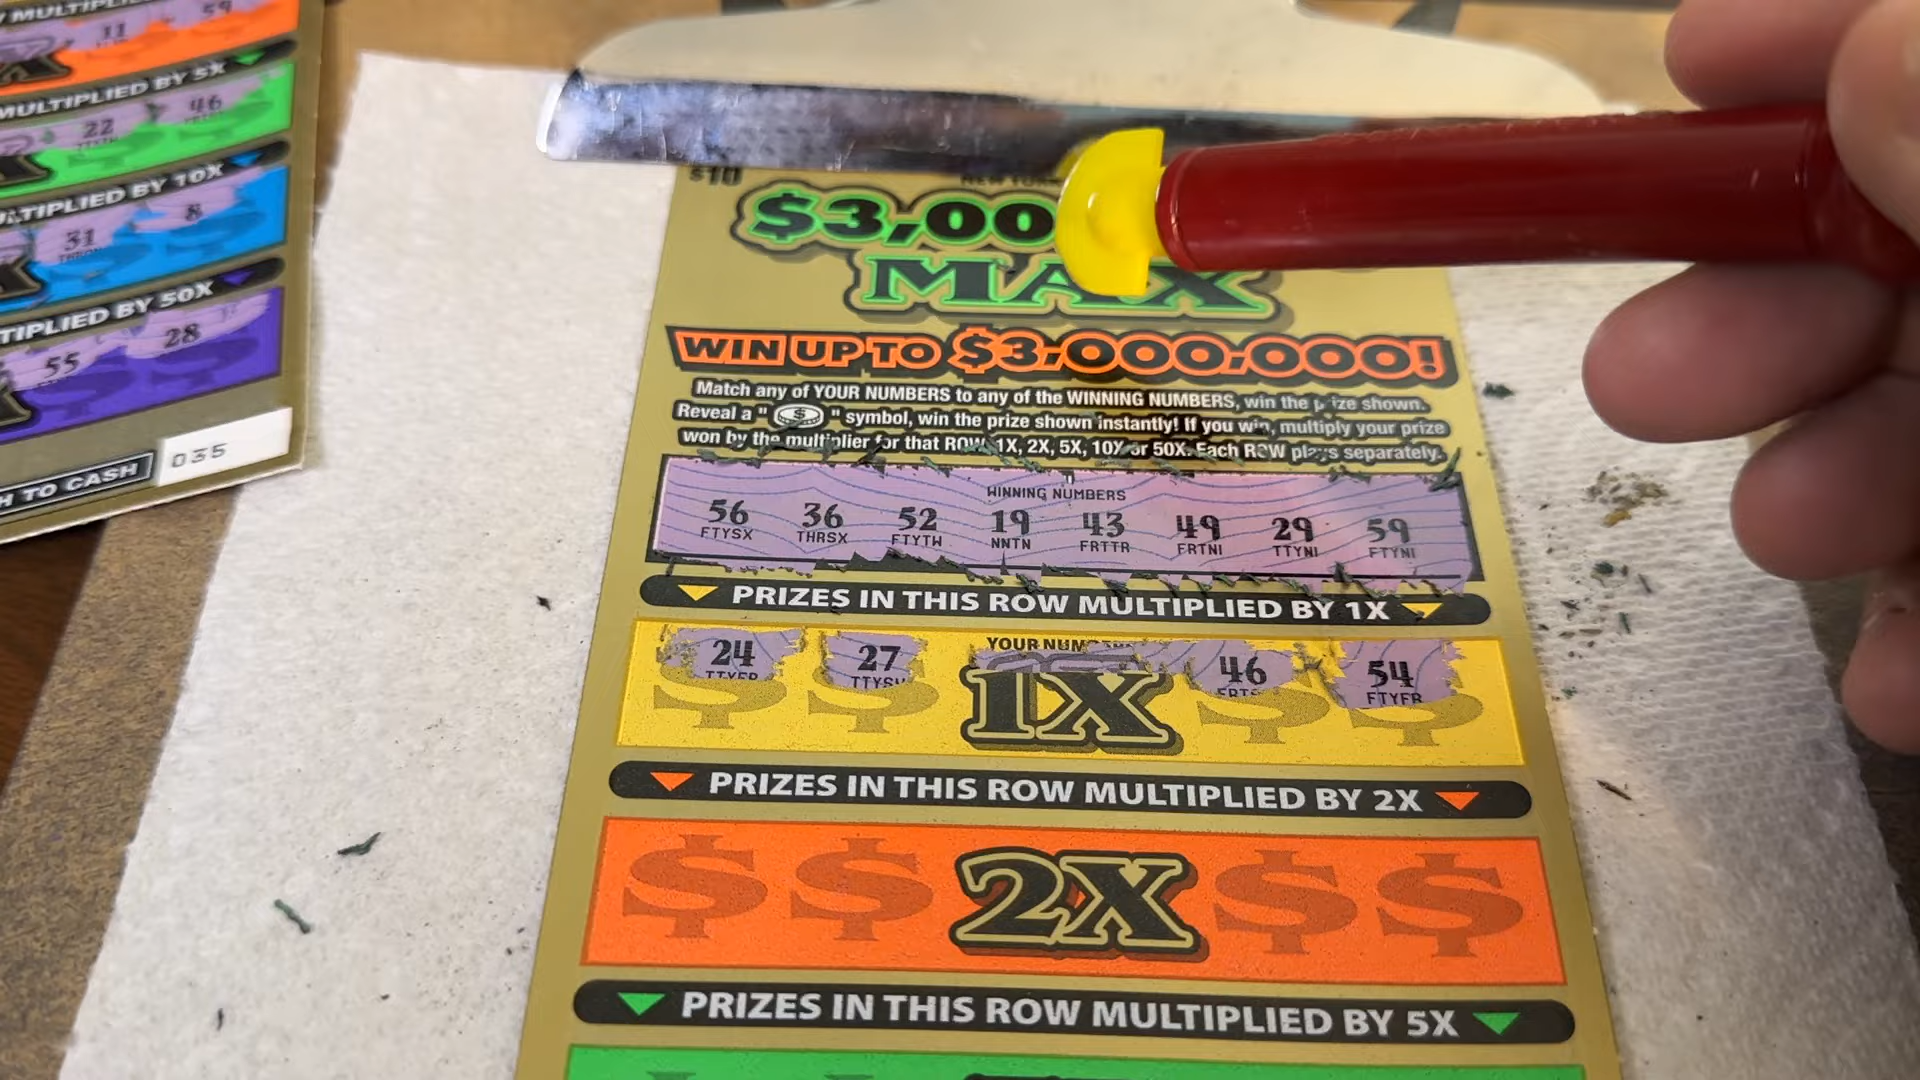 11 59
MULTIPLIED BY 5X
22 46
MULTIPLIED BY 10X
31 8
MULTIPLIED BY 50X
55 28
TO CASH 035
$10
$3,00
MAX
WIN UP TO $3,000,000!
Match any of YOUR NUMBERS to any of the WINNING NUMBERS, win the prize shown.
Reveal a " $ " symbol, win the prize shown instantly! If you win, multiply your prize
won by the multiplier for that ROW 1X, 2X, 5X, 10X or 50X. Each ROW plays separately.
WINNING NUMBERS
56 36 52 19 43 49 29 59
FTYSX THRSX FTYTW NNTN FRTTR FRTNI TTYNI FTYNI
PRIZES IN THIS ROW MULTIPLIED BY 1X
YOUR
24 27 1X 46 54
TTYFR FTYFR
PRIZES IN THIS ROW MULTIPLIED BY 2X
$ $ 2X $ $
PRIZES IN THIS ROW MULTIPLIED BY 5X